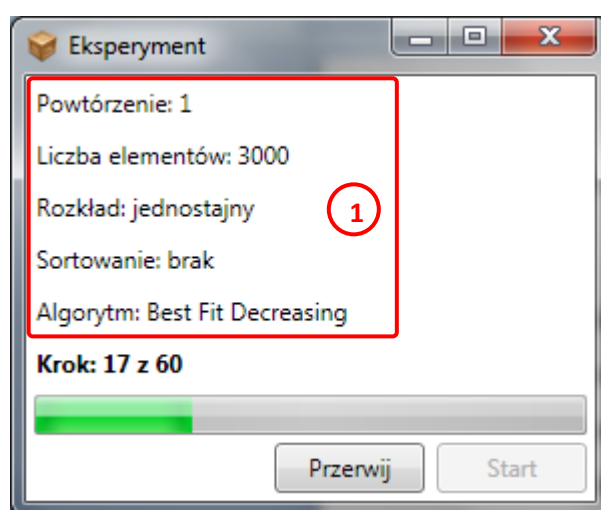 Eksperyment
Powtórzenie: 1
Liczba elementów: 3000
Rozkład: jednostajny
1
Sortowanie: brak
Algorytm: Best Fit Decreasing
Krok: 17 z 60
Przerwij
Start